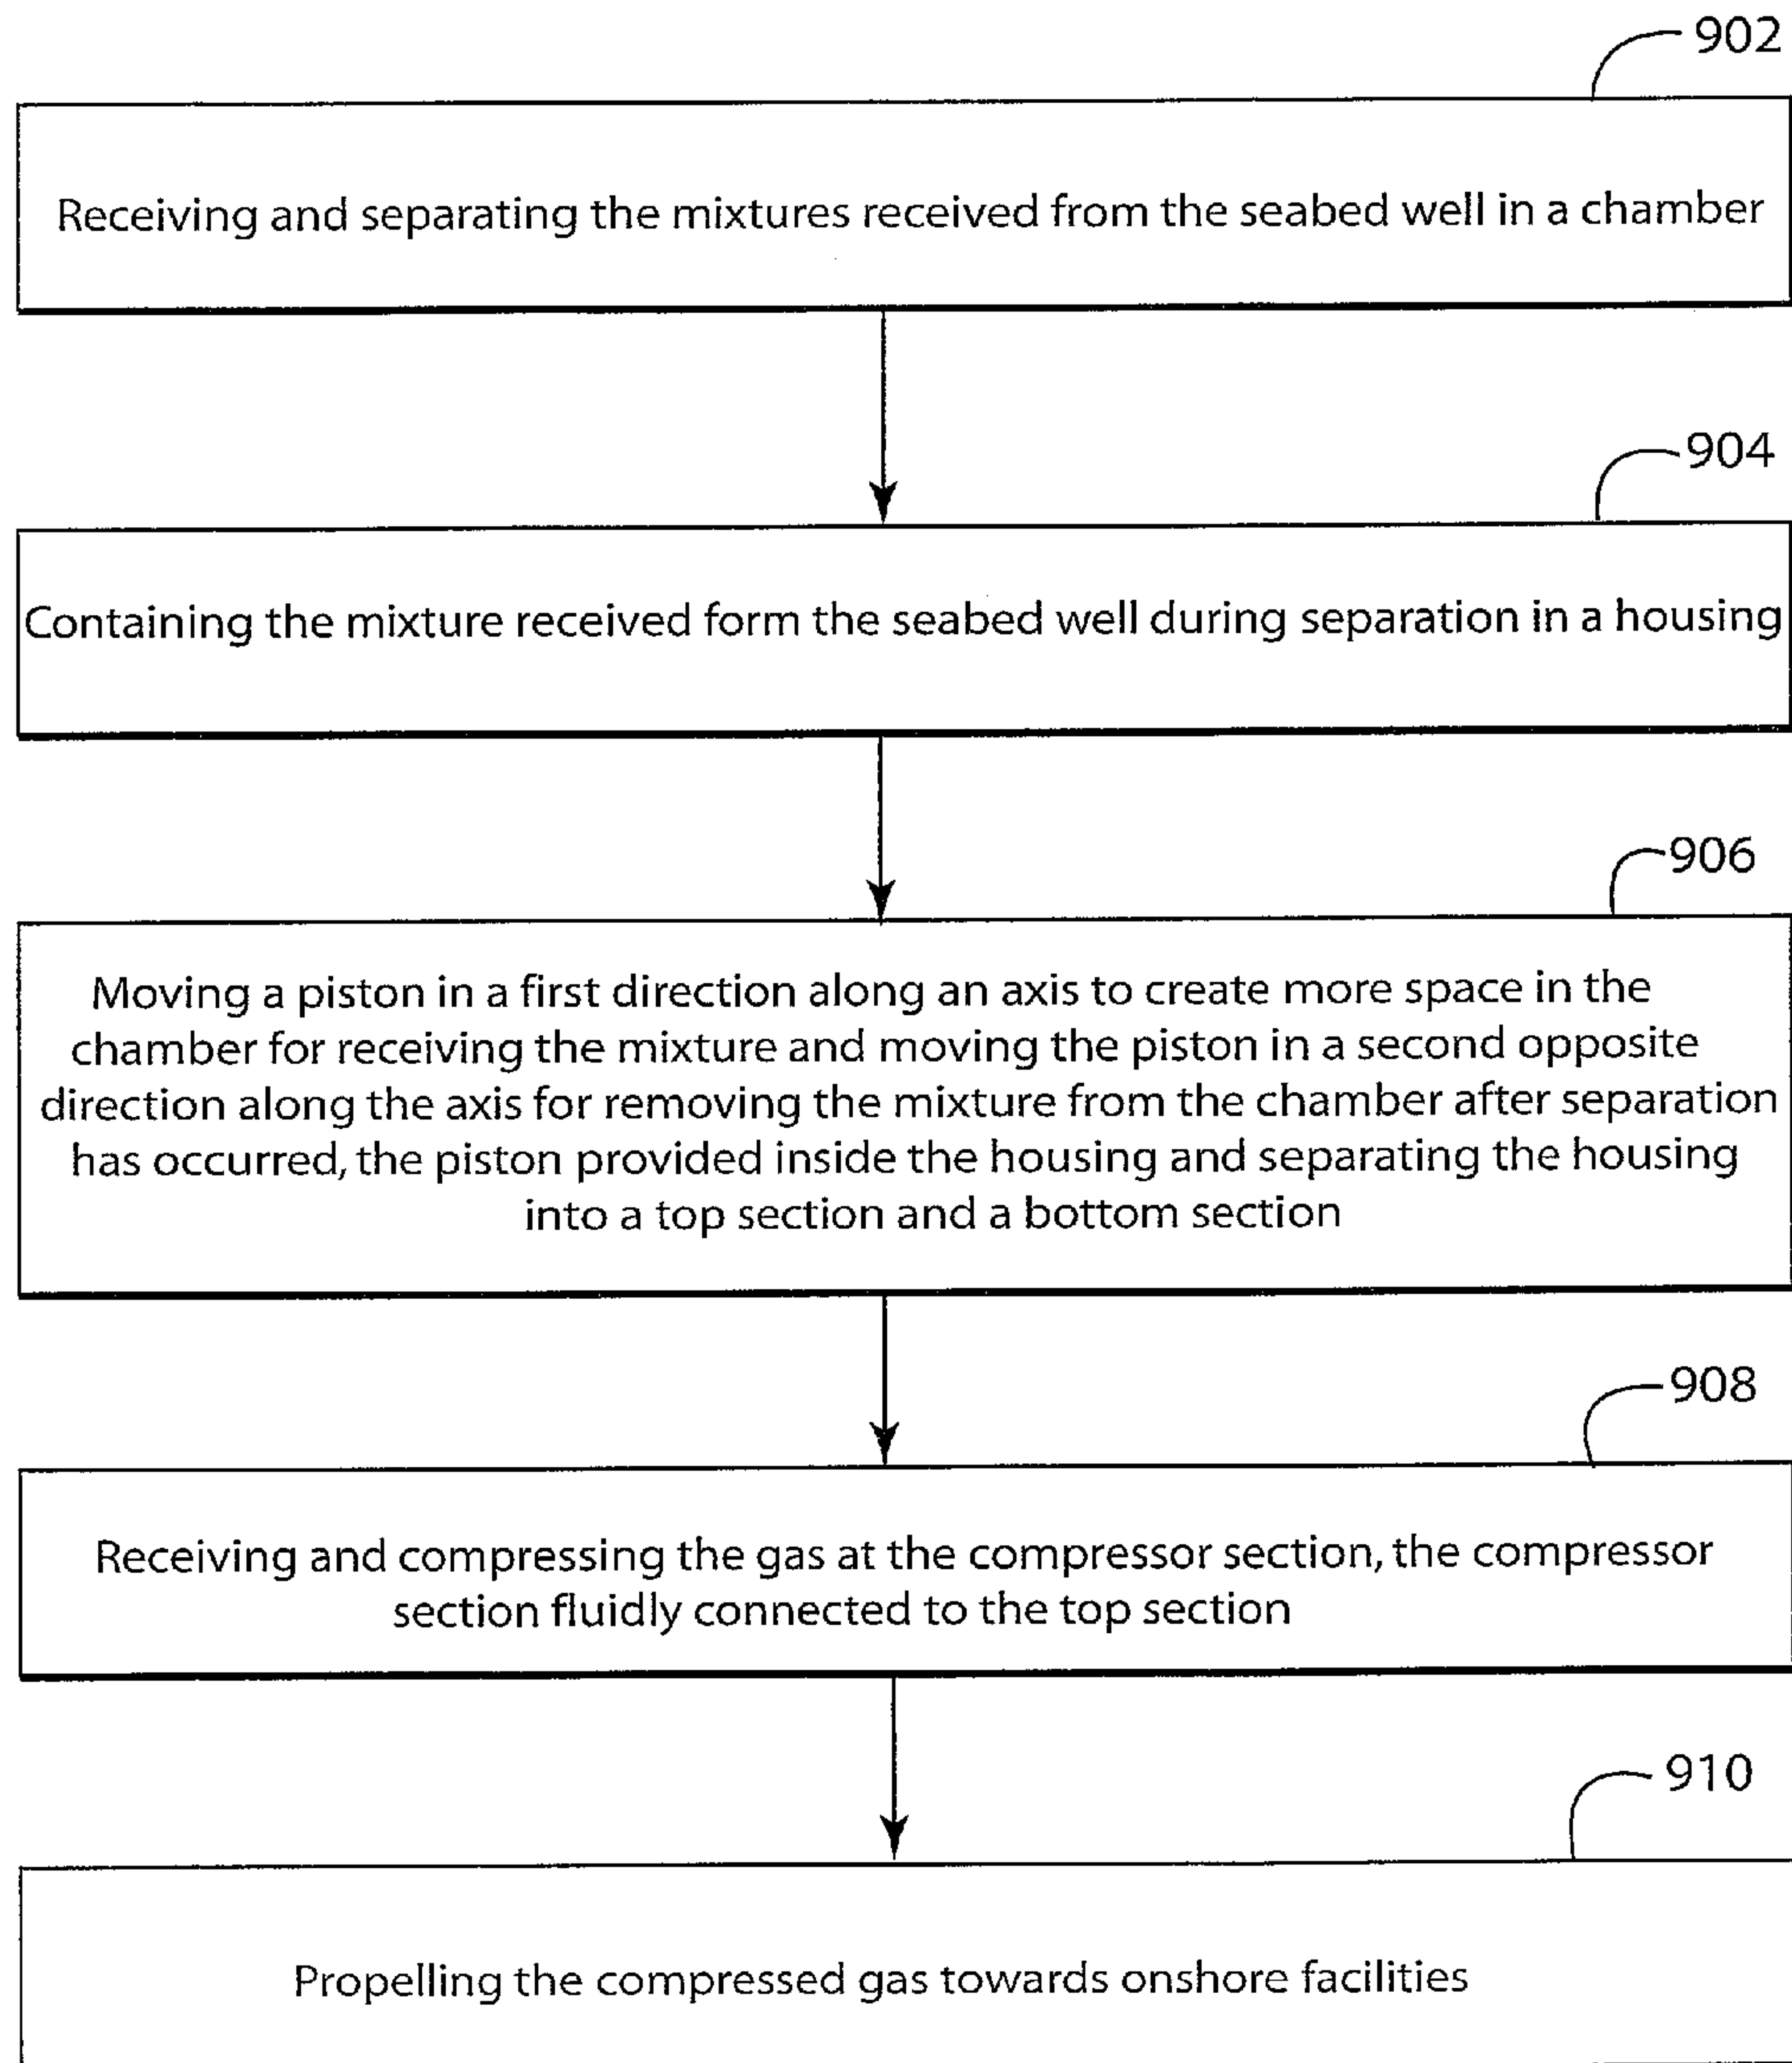 902
Receiving and separating the mixtures received from the seabed well in a chamber
904
Containing the mixture received form the seabed well during separation in a housing
906
Moving a piston in a first direction along an axis to create more space in the
chamber for receiving the mixture and moving the piston in a second opposite
direction along the axis for removing the mixture from the chamber after separation
has occurred, the piston provided inside the housing and separating the housing
into a top section and a bottom section
908
Receiving and compressing the gas at the compressor section, the compressor
section fluidly connected to the top section
910
Propelling the compressed gas towards onshore facilities